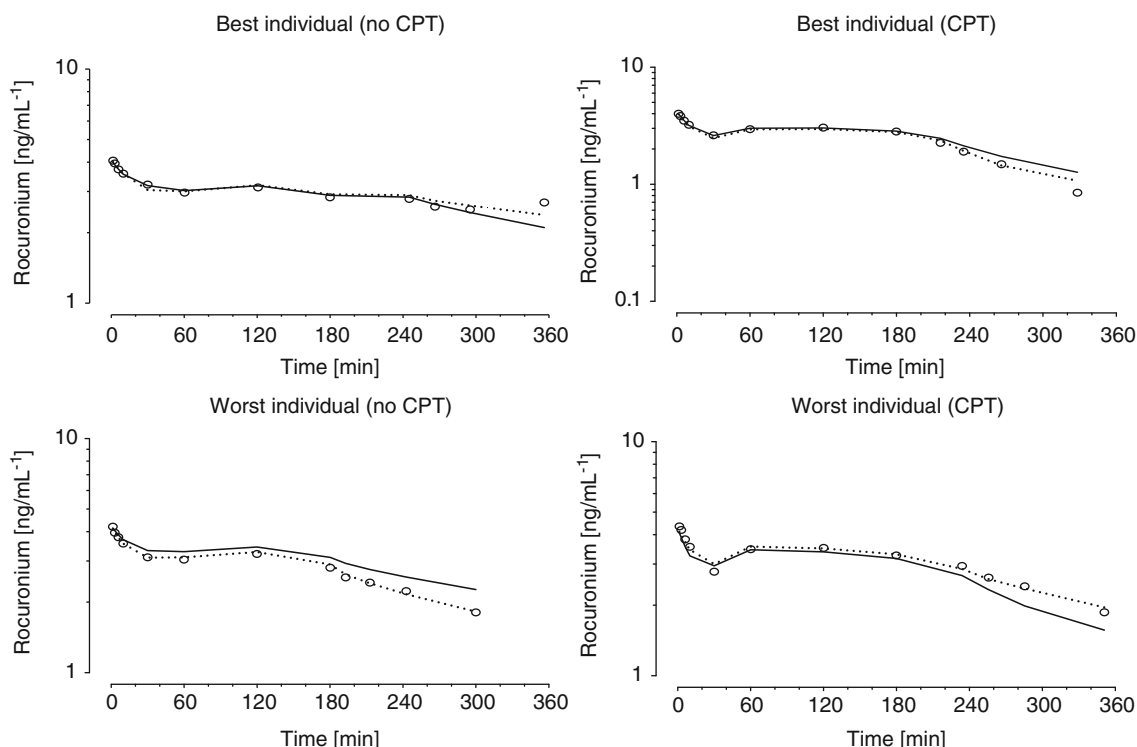 Best individual (no CPT)
Rocuronium [ng/mL⁻¹]
10
1
0 60 120 180 240 300 360
Time [min]
Best individual (CPT)
Rocuronium [ng/mL⁻¹]
10
1
0.1
0 60 120 180 240 300 360
Time [min]
Worst individual (no CPT)
Rocuronium [ng/mL⁻¹]
10
1
0 60 120 180 240 300 360
Time [min]
Worst individual (CPT)
Rocuronium [ng/mL⁻¹]
10
1
0 60 120 180 240 300 360
Time [min]